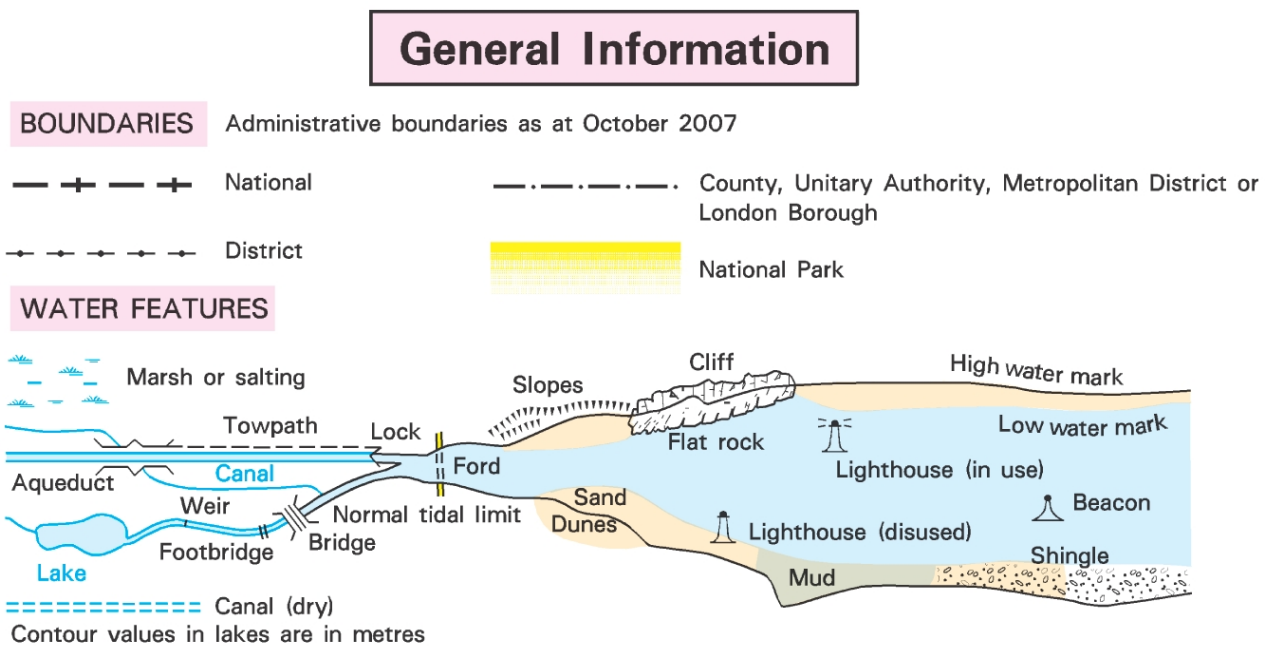 General Information
BOUNDARIES
Administrative boundaries as at October 2007
National
County, Unitary Authority, Metropolitan District or
London Borough
District
National Park
WATER FEATURES
Marsh or salting
Towpath
Lock
Slopes
Cliff
High water mark
Low water mark
Flat rock
Ford
Lighthouse (in use)
Aqueduct
Canal
Weir
Normal tidal limit
Sand
Dunes
Beacon
Footbridge
Bridge
Lighthouse (disused)
Shingle
Lake
Mud
Canal (dry)
Contour values in lakes are in metres